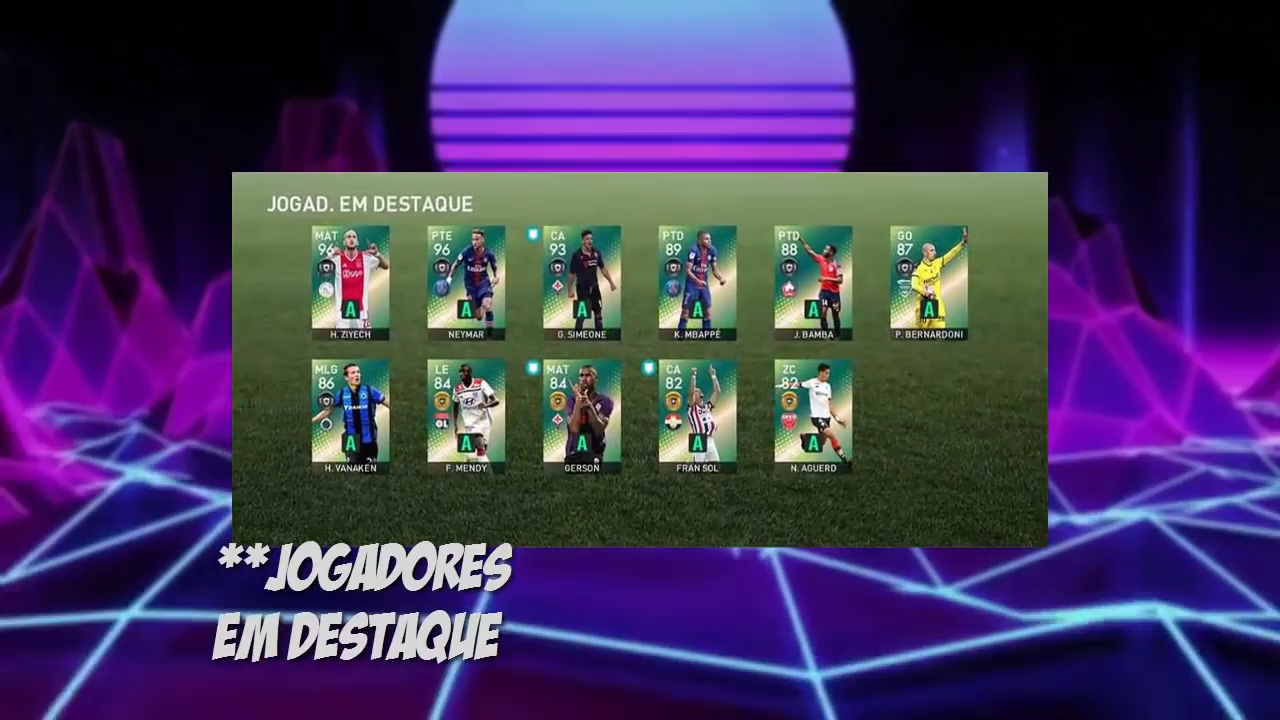 JOGAD. EM DESTAQUE
MAT PTE CA PTD PTD GO
96 96 93 89 88 87
A A A A A A
H. ZIYECH NEYMAR G. SIMEONE K. MBAPPÉ J. BAMBA P. BERNARDONI
MLG LE MAT CA ZC
86 84 84 82 82
A A A A A
H. VANAKEN F. MENDY GERSON FRAN SOL N. AGUERD
**JOGADORES
EM DESTAQUE